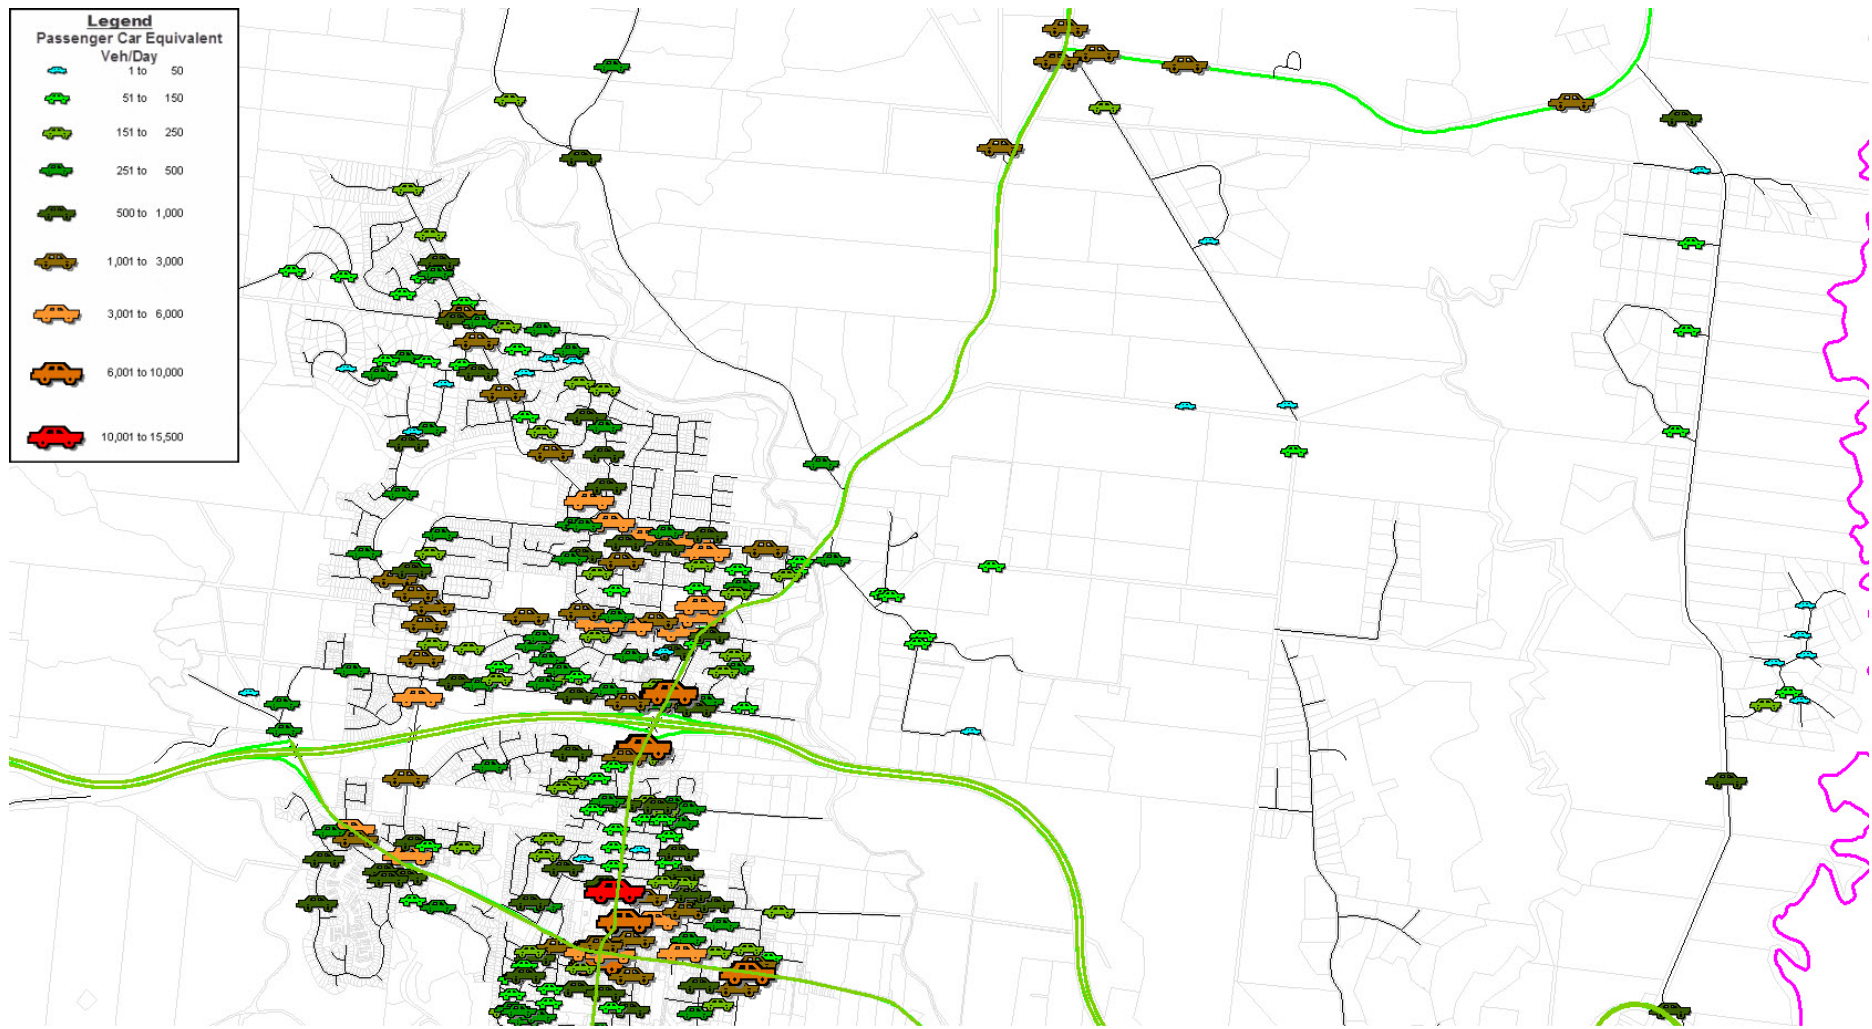 Legend
Passenger Car Equivalent
Veh/Day
1 to 50
51 to 150
151 to 250
251 to 500
500 to 1,000
1,001 to 3,000
3,001 to 6,000
6,001 to 10,000
10,001 to 15,500